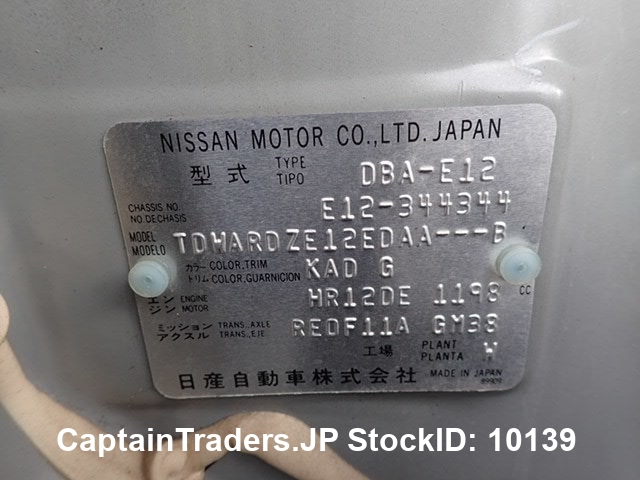 NISSAN MOTOR CO.,LTD. JAPAN
型式 TYPE TIPO DBA-E12
CHASSIS NO. NO.DECHASIS E12-344344
MODEL MODELO TDMARDZE12EDAA---B
カラー COLOR,TRIM トリム COLOR,GUARNICION KAD G
エンジン ENGINE MOTOR HR12DE 1198 CC
ミッション TRANS.,AXLE アクスル TRANS.,EJE RE0F11A GM38
工場 PLANT PLANTA W
日産自動車株式会社 MADE IN JAPAN
89909
CaptainTraders.JP StockID: 10139